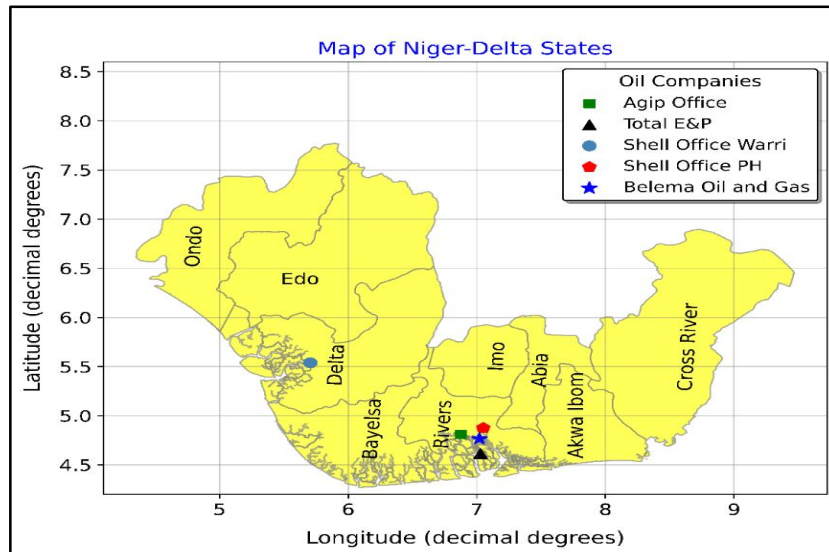 Map of Niger-Delta States
Oil Companies
Agip Office
Total E&P
Shell Office Warri
Shell Office PH
Belema Oil and Gas
Latitude (decimal degrees)
8.5
8.0
7.5
7.0
6.5
6.0
5.5
5.0
4.5
Ondo
Edo
Delta
Bayelsa
Rivers
Imo
Abia
Akwa Ibom
Cross River
5 6 7 8 9
Longitude (decimal degrees)